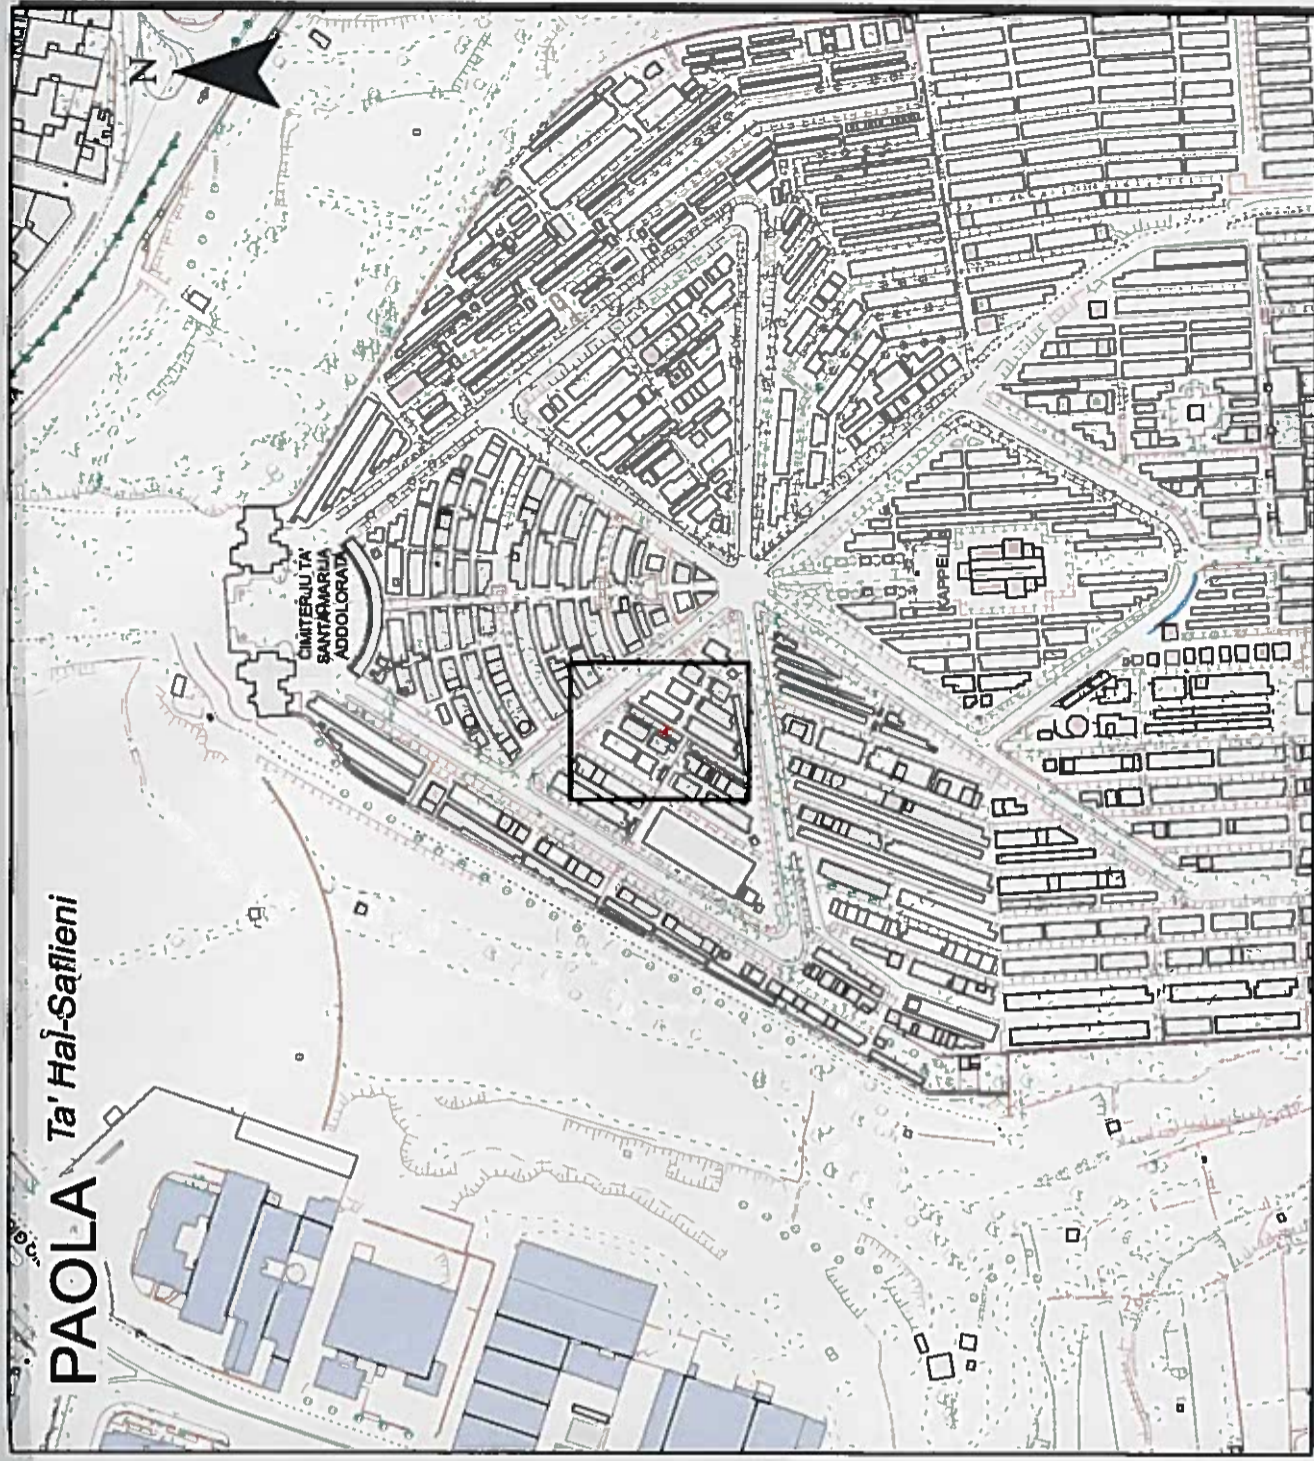 PAOLA
Ta' Ħal-Saflieni
N
ĊIMITERJU TA'
SANTA MARIJA
ADDOLORATA
KAPPELLA